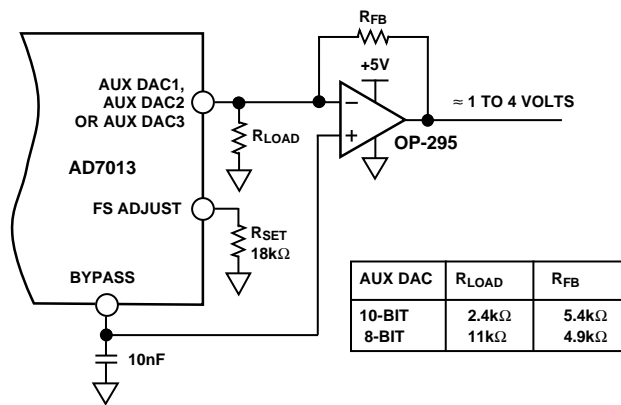 R_FB
+5V
AUX DAC1,
AUX DAC2
OR AUX DAC3
≈ 1 TO 4 VOLTS
−
+
R_LOAD
OP-295
AD7013
FS ADJUST
R_SET
18kΩ
BYPASS
10nF
AUX DAC R_LOAD R_FB
10-BIT 2.4kΩ 5.4kΩ
8-BIT 11kΩ 4.9kΩ